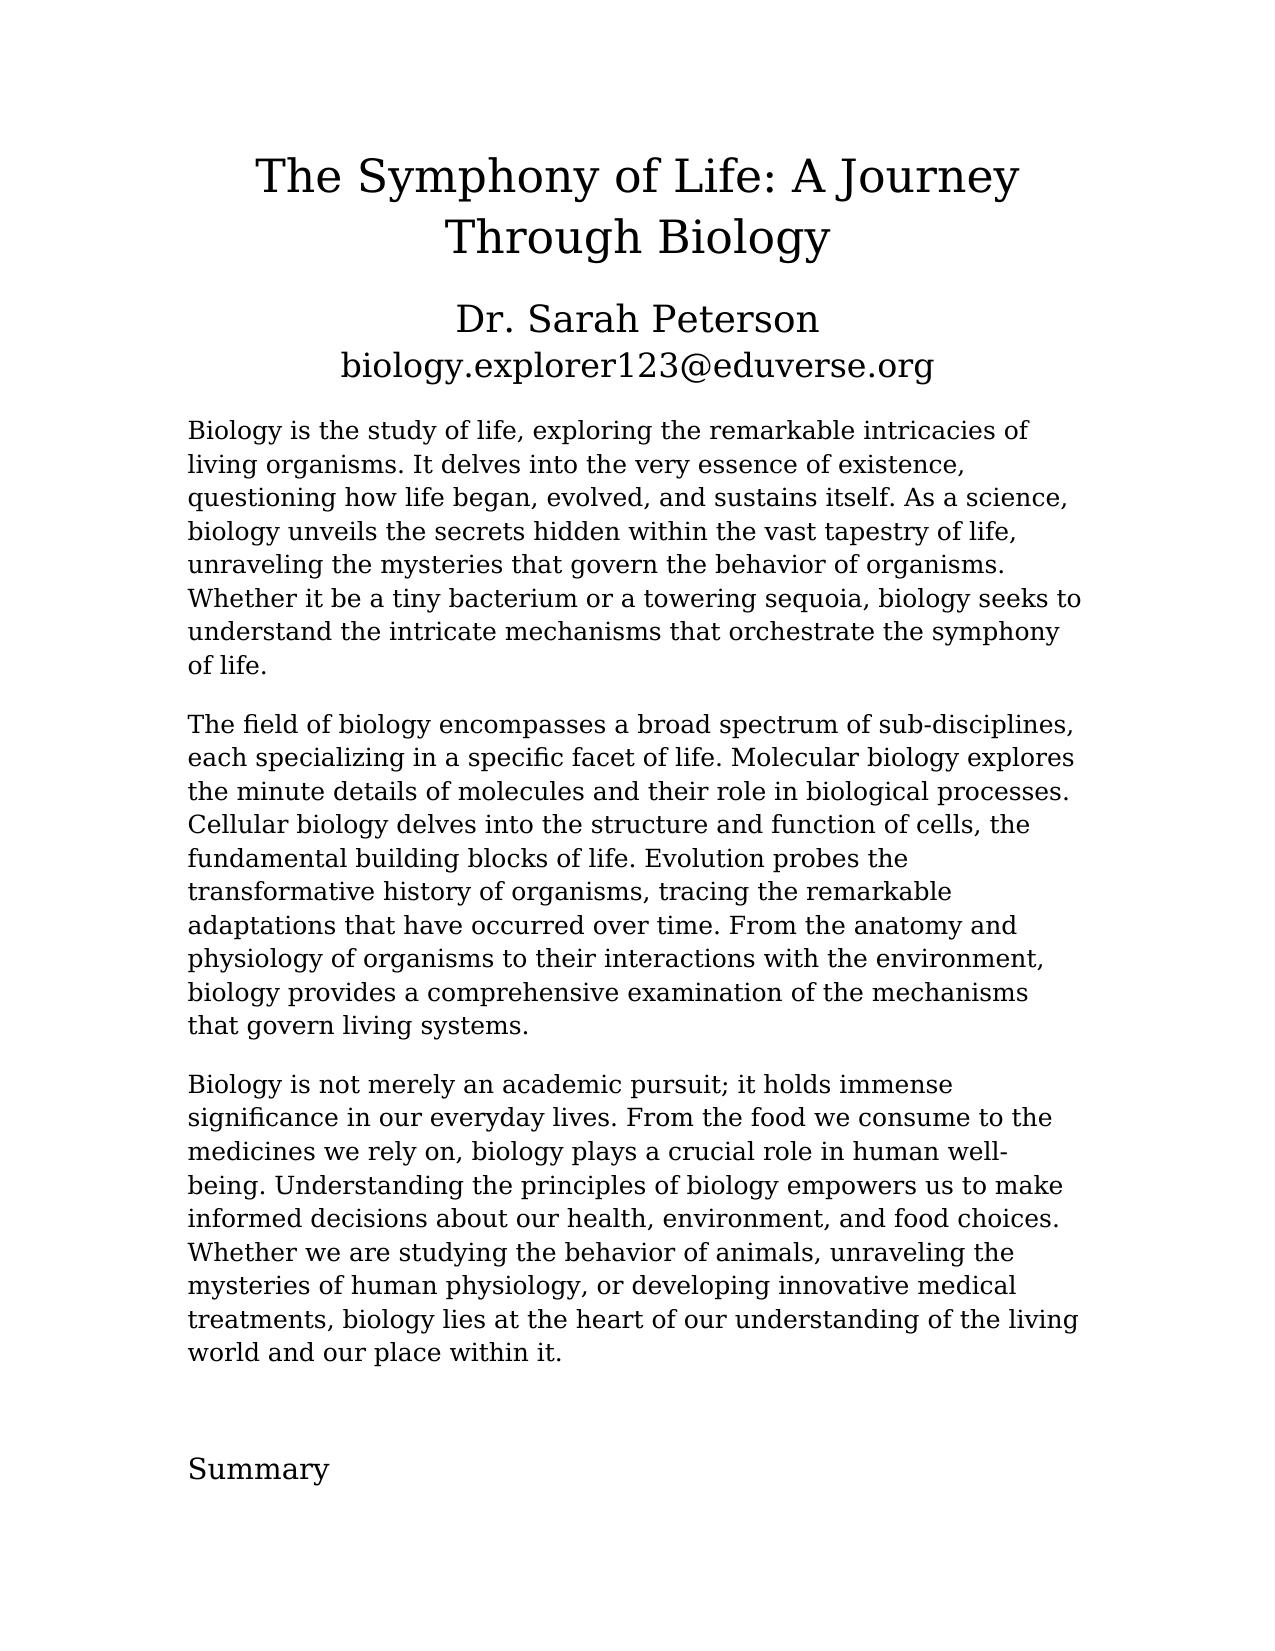 The Symphony of Life: A Journey
Through Biology
Dr. Sarah Peterson
biology.explorer123@eduverse.org
Biology is the study of life, exploring the remarkable intricacies of
living organisms. It delves into the very essence of existence,
questioning how life began, evolved, and sustains itself. As a science,
biology unveils the secrets hidden within the vast tapestry of life,
unraveling the mysteries that govern the behavior of organisms.
Whether it be a tiny bacterium or a towering sequoia, biology seeks to
understand the intricate mechanisms that orchestrate the symphony
of life.
The field of biology encompasses a broad spectrum of sub-disciplines,
each specializing in a specific facet of life. Molecular biology explores
the minute details of molecules and their role in biological processes.
Cellular biology delves into the structure and function of cells, the
fundamental building blocks of life. Evolution probes the
transformative history of organisms, tracing the remarkable
adaptations that have occurred over time. From the anatomy and
physiology of organisms to their interactions with the environment,
biology provides a comprehensive examination of the mechanisms
that govern living systems.
Biology is not merely an academic pursuit; it holds immense
significance in our everyday lives. From the food we consume to the
medicines we rely on, biology plays a crucial role in human well-
being. Understanding the principles of biology empowers us to make
informed decisions about our health, environment, and food choices.
Whether we are studying the behavior of animals, unraveling the
mysteries of human physiology, or developing innovative medical
treatments, biology lies at the heart of our understanding of the living
world and our place within it.
Summary